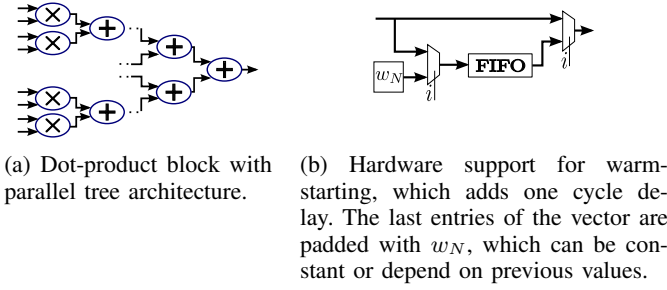 w_N
i
FIFO
i
(a) Dot-product block with
parallel tree architecture.
(b) Hardware support for warm-
starting, which adds one cycle de-
lay. The last entries of the vector are
padded with w_N, which can be con-
stant or depend on previous values.